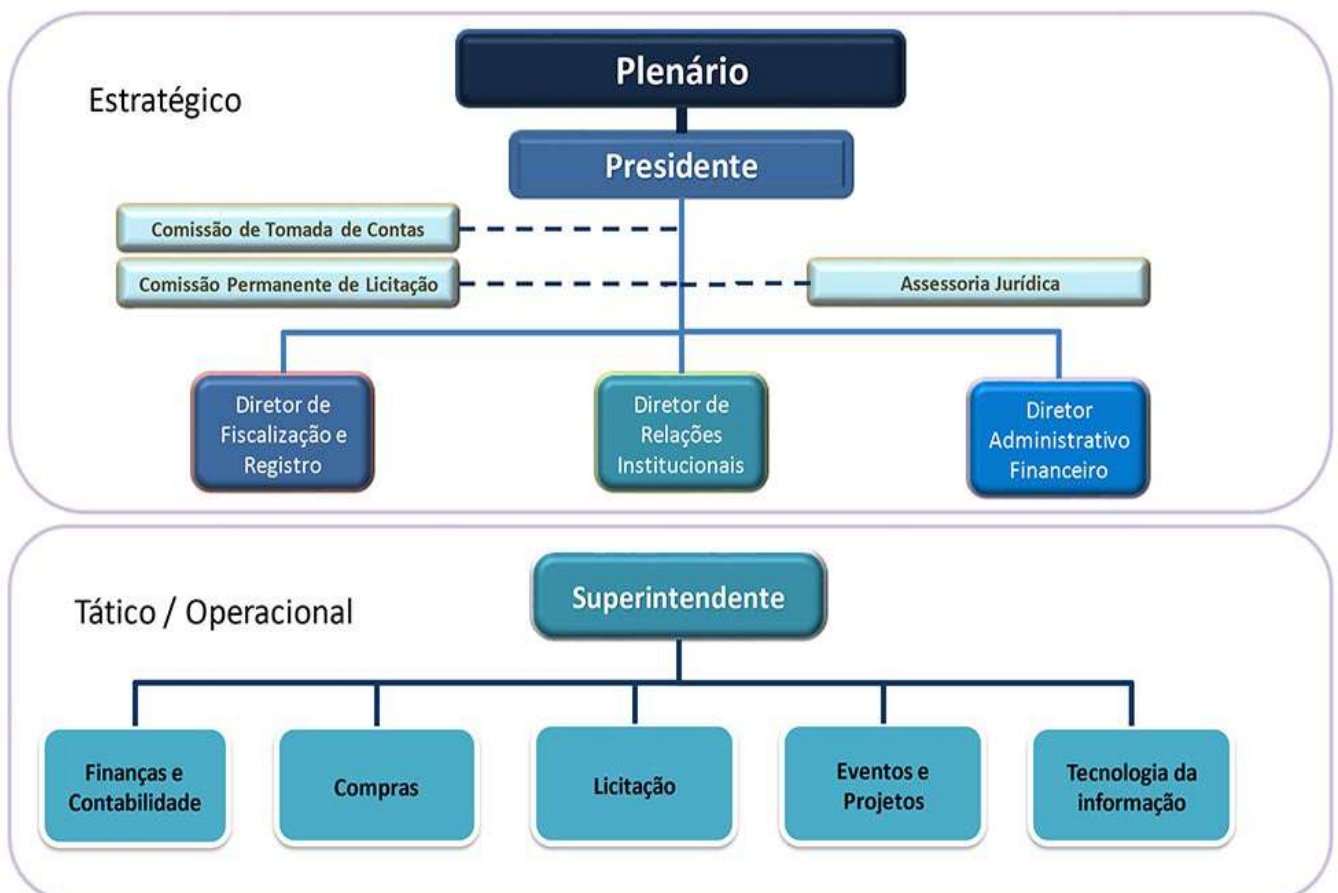 Estratégico
Plenário
Presidente
Comissão de Tomada de Contas
Comissão Permanente de Licitação
Assessoria Jurídica
Diretor de
Fiscalização e
Registro
Diretor de
Relações
Institucionais
Diretor
Administrativo
Financeiro
Tático / Operacional
Superintendente
Finanças e
Contabilidade
Compras
Licitação
Eventos e
Projetos
Tecnologia da
informação